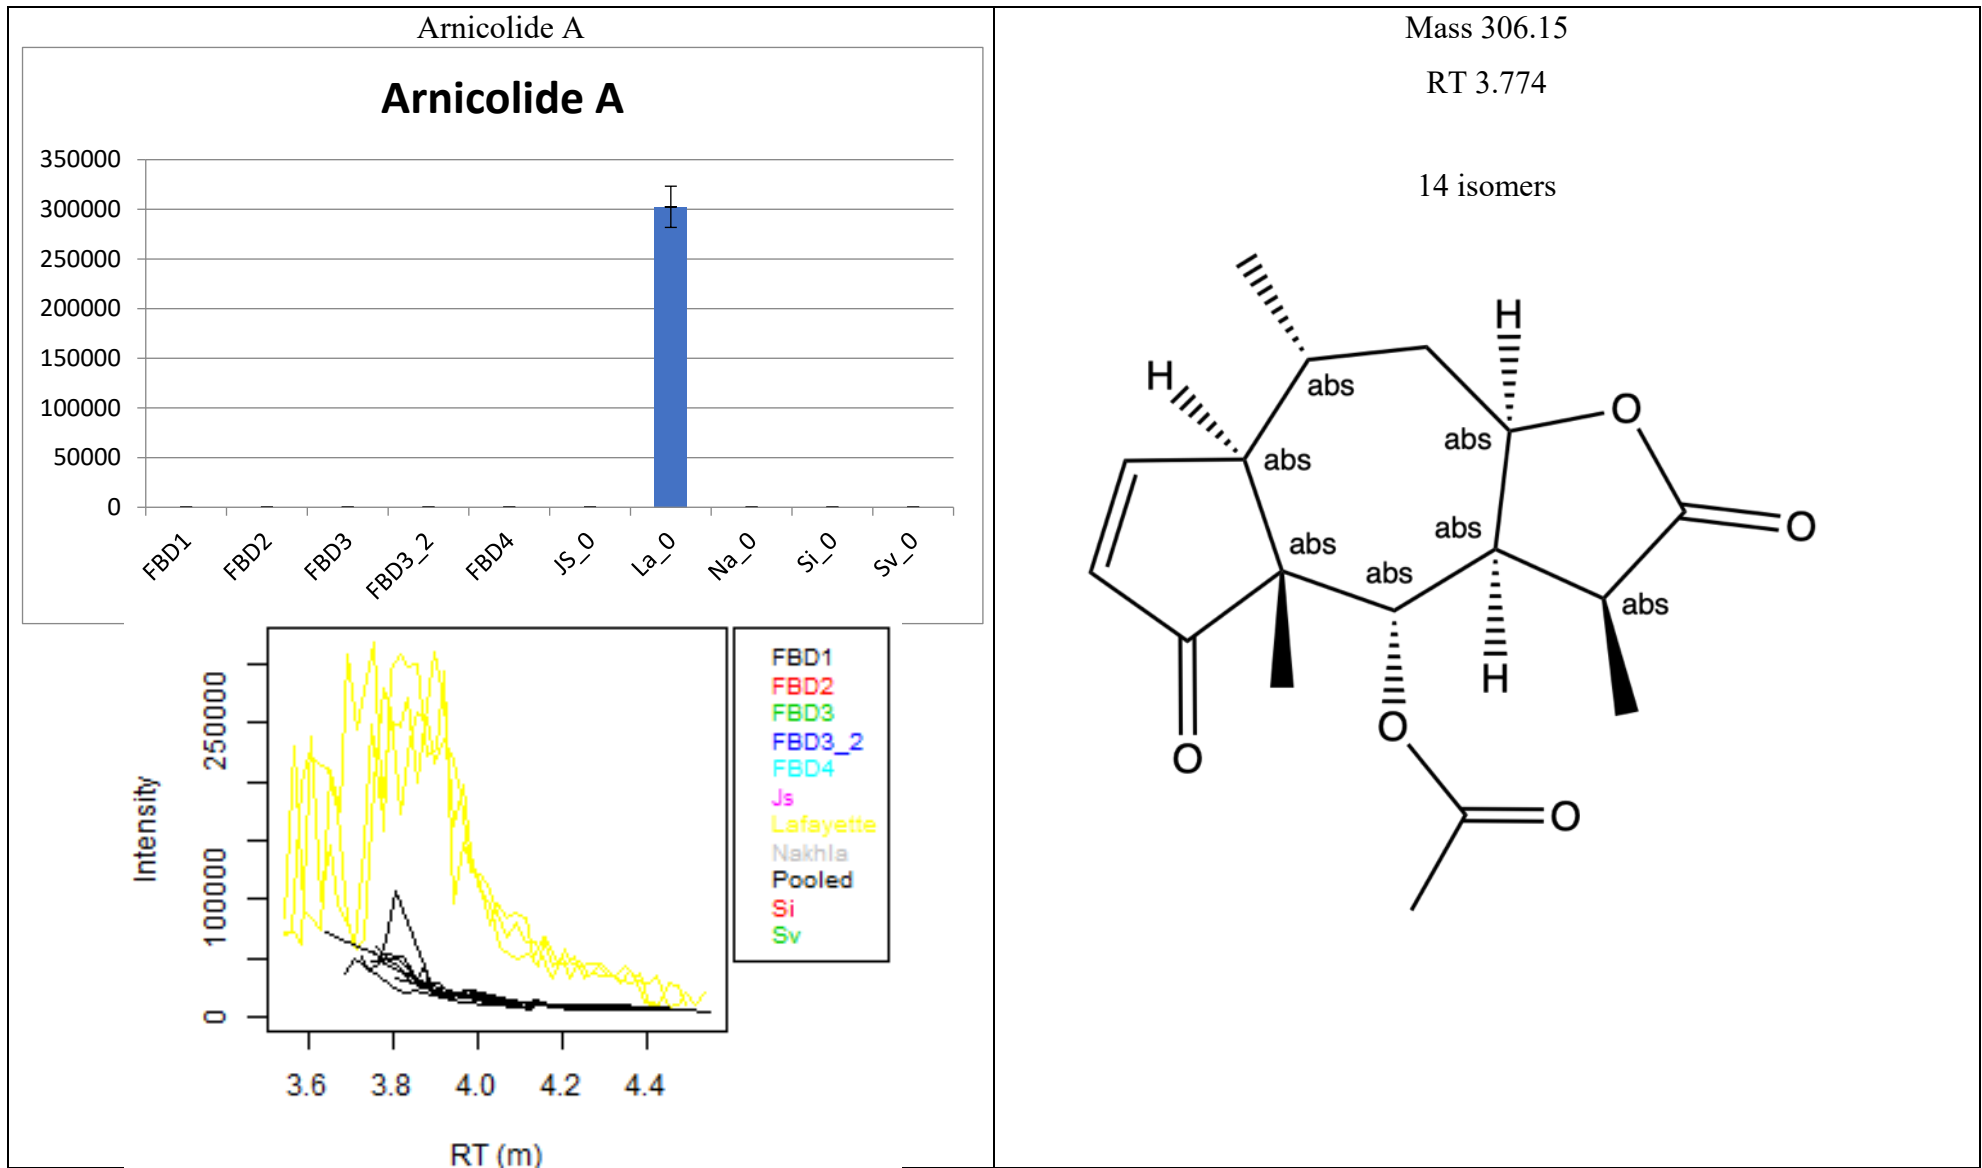 Arnicolide A
Arnicolide A
350000
300000
250000
200000
150000
100000
50000
0
FBD1
FBD2
FBD3
FBD3_2
FBD4
JS_0
La_0
Na_0
Si_0
Sv_0
Intensity
250000
100000
0
3.6 3.8 4.0 4.2 4.4
RT (m)
FBD1
FBD2
FBD3
FBD3_2
FBD4
Js
Lafayette
Nakhla
Pooled
Si
Sv
Mass 306.15
RT 3.774
14 isomers
H
H
abs
O
abs
abs
abs
abs
O
abs
abs
H
O
O
O